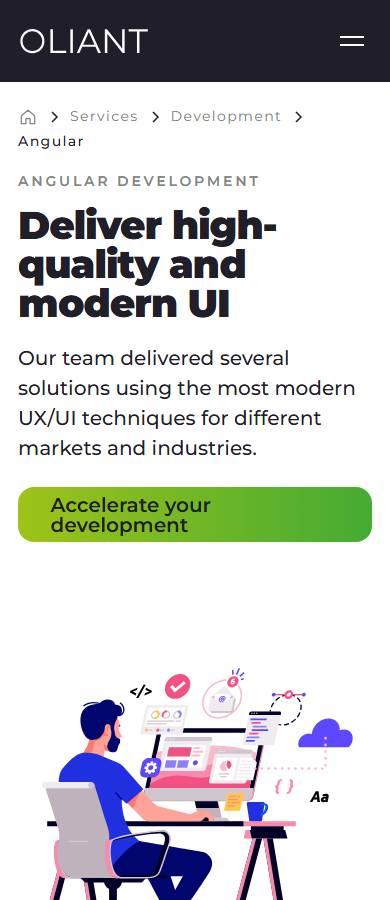 OLIANT
Services Development
Angular
ANGULAR DEVELOPMENT
Deliver high-
quality and
modern UI
Our team delivered several
solutions using the most modern
UX/UI techniques for different
markets and industries.
Accelerate your
development
</>
6
@
{ }
Aa